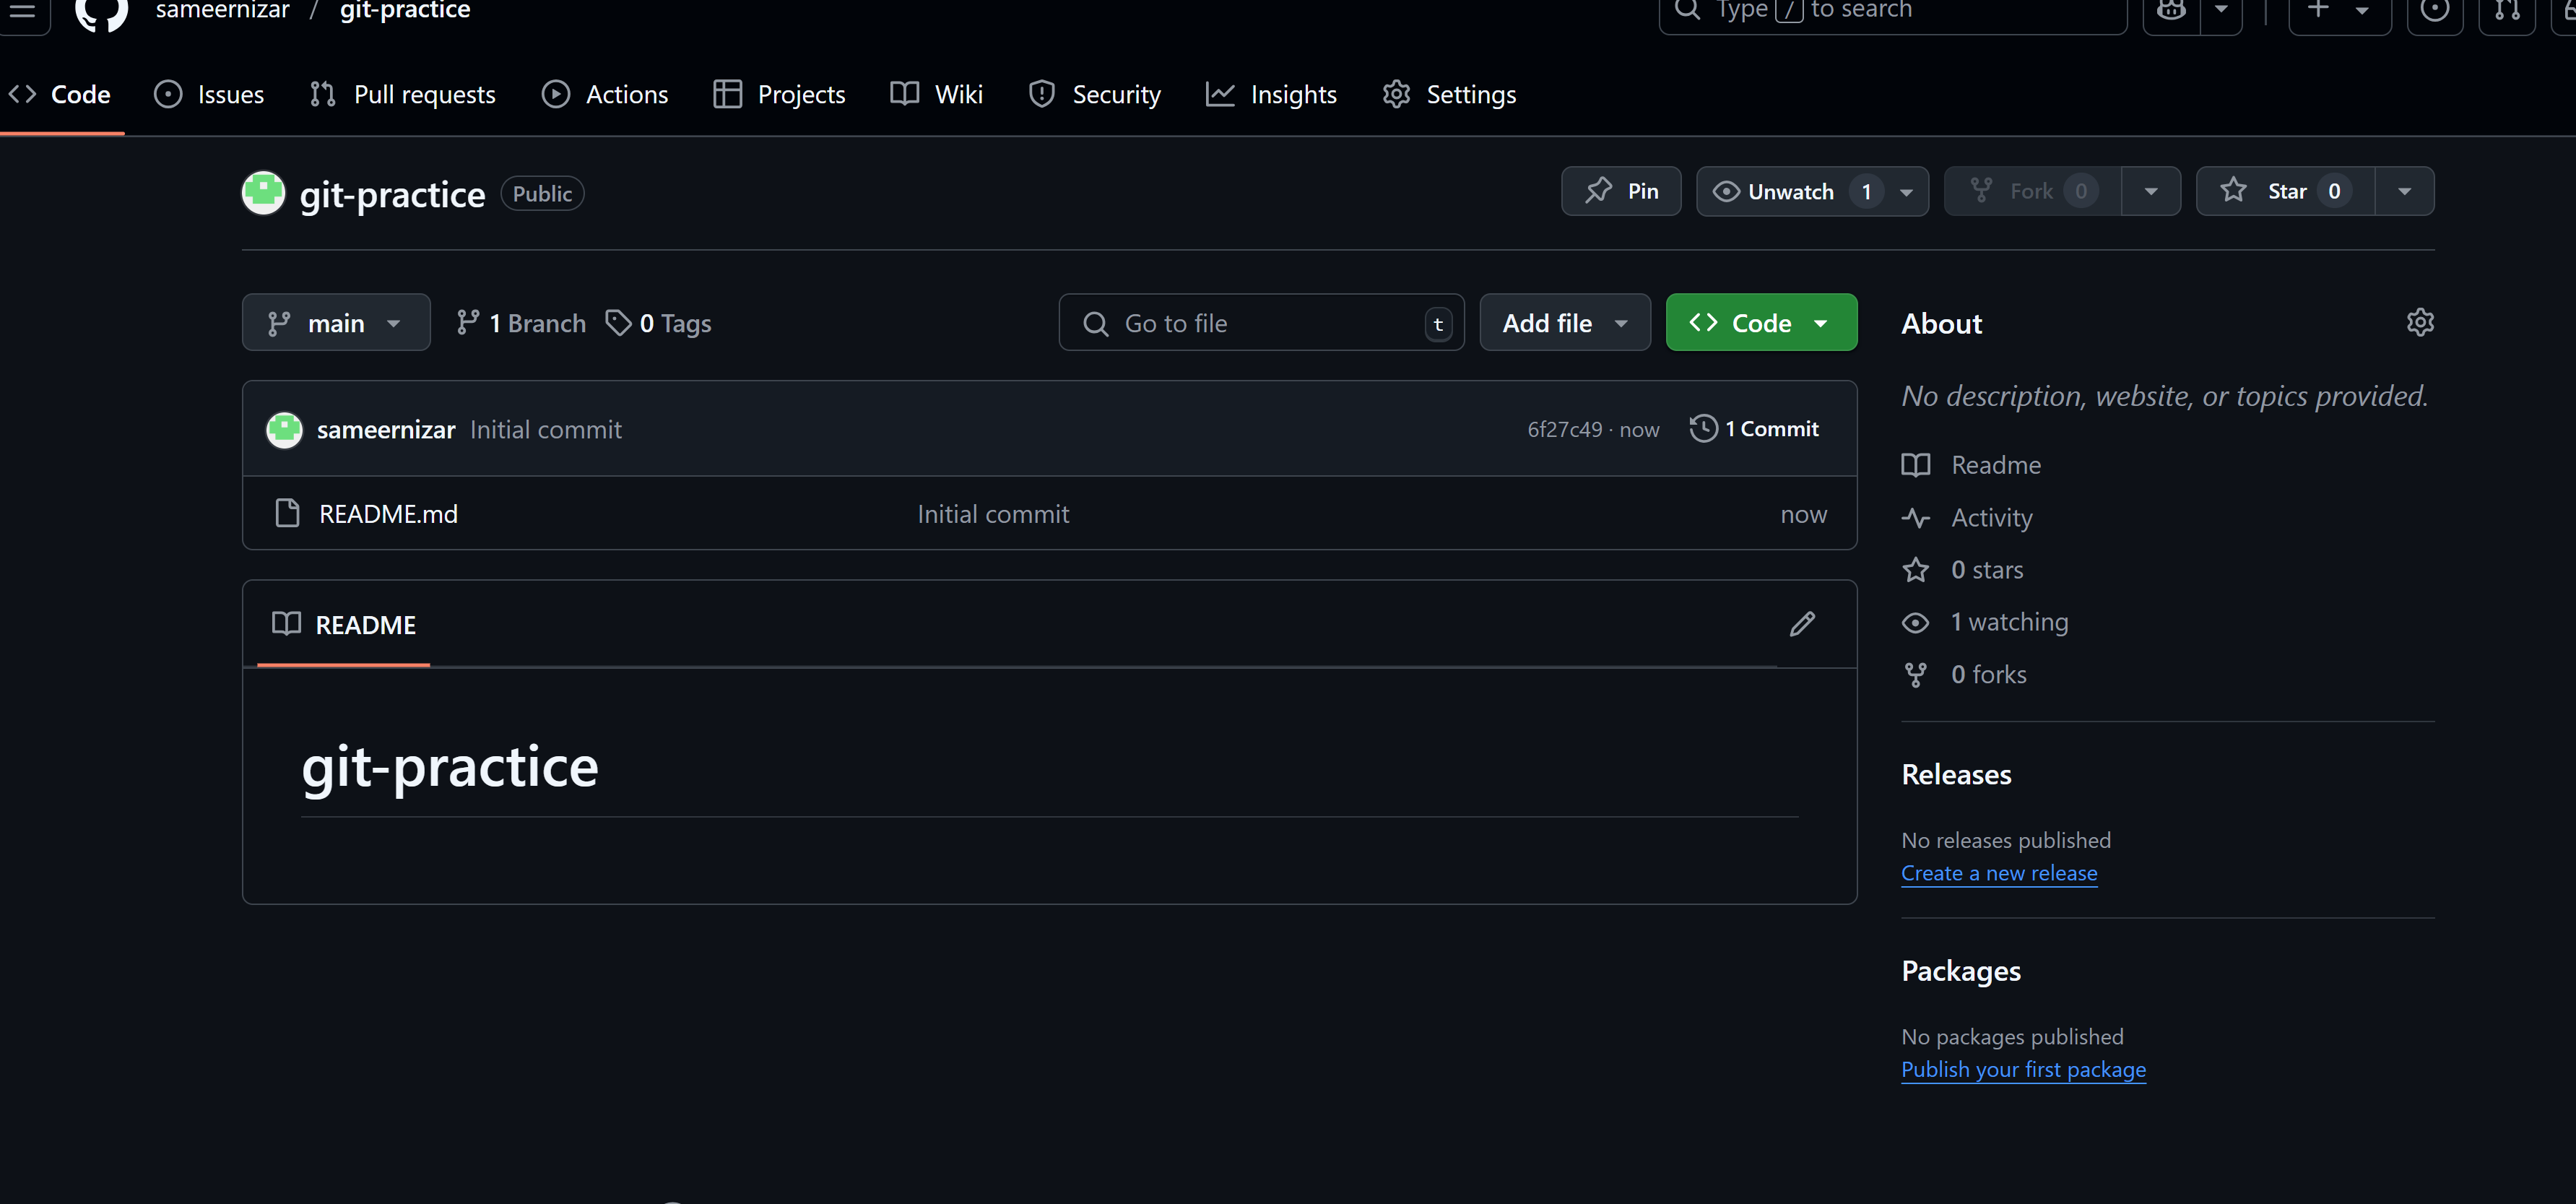 sameernizar / git-practice
Type / to search
Code Issues Pull requests Actions Projects Wiki Security Insights Settings
git-practice Public
Pin Unwatch 1 Fork 0 Star 0
main 1 Branch 0 Tags
Go to file t Add file Code
sameernizar Initial commit 6f27c49 · now 1 Commit
README.md Initial commit now
README
git-practice
About
No description, website, or topics provided.
Readme
Activity
0 stars
1 watching
0 forks
Releases
No releases published
Create a new release
Packages
No packages published
Publish your first package